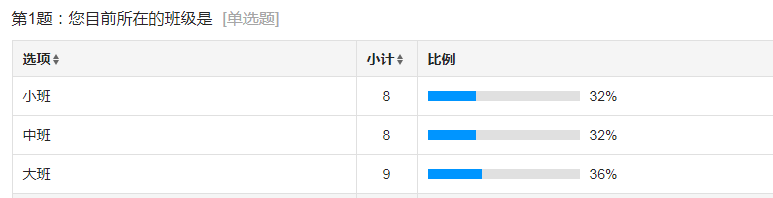 第1题：您目前所在的班级是 [单选题]
选项 小计 比例
小班 8 32%
中班 8 32%
大班 9 36%